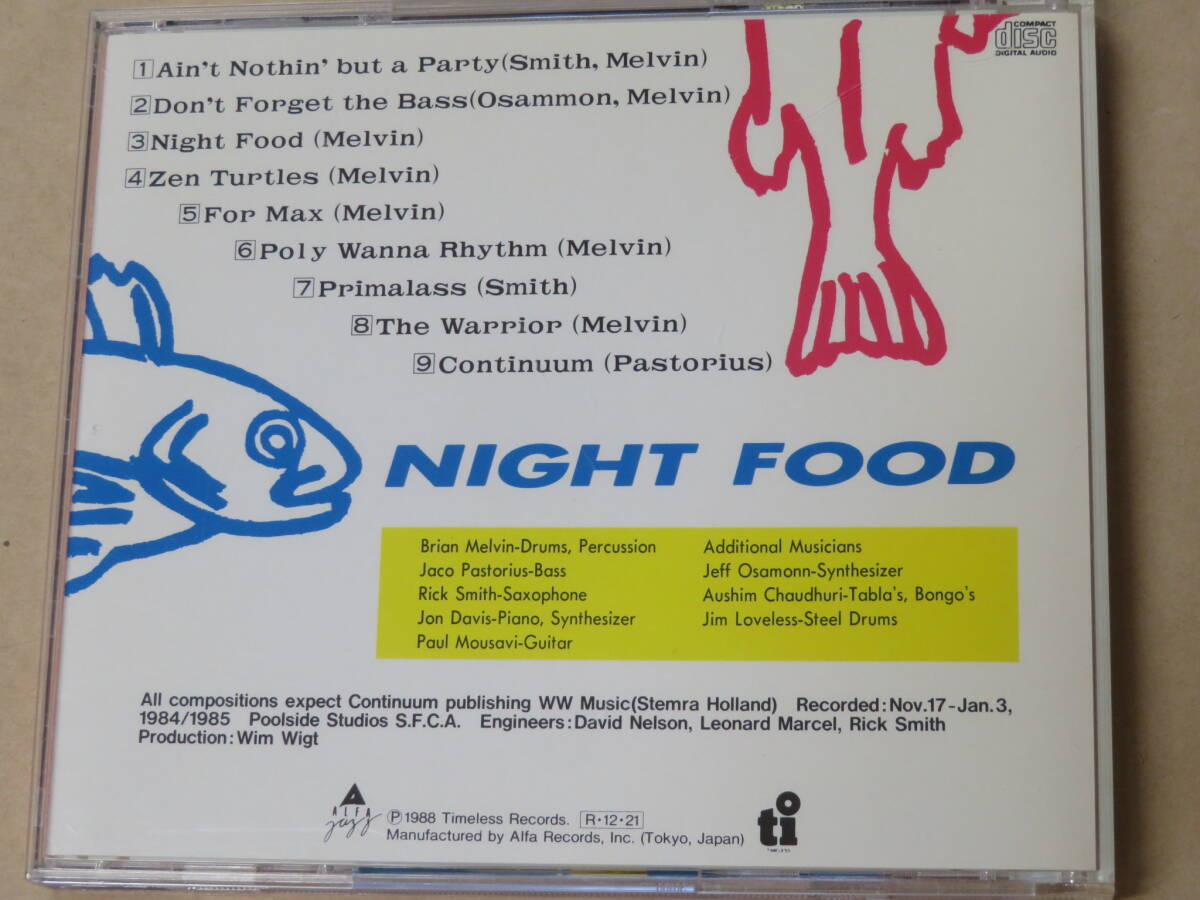 COMPACT
disc
DIGITAL AUDIO
1 Ain't Nothin' but a Party(Smith, Melvin)
2 Don't Forget the Bass(Osammon, Melvin)
3 Night Food (Melvin)
4 Zen Turtles (Melvin)
5 For Max (Melvin)
6 Poly Wanna Rhythm (Melvin)
7 Primalass (Smith)
8 The Warrior (Melvin)
9 Continuum (Pastorius)
NIGHT FOOD
Brian Melvin-Drums, Percussion
Jaco Pastorius-Bass
Rick Smith-Saxophone
Jon Davis-Piano, Synthesizer
Paul Mousavi-Guitar
Additional Musicians
Jeff Osamonn-Synthesizer
Aushim Chaudhuri-Tabla's, Bongo's
Jim Loveless-Steel Drums
All compositions expect Continuum publishing WW Music(Stemra Holland) Recorded:Nov.17-Jan.3,
1984/1985 Poolside Studios S.F.C.A. Engineers:David Nelson, Leonard Marcel, Rick Smith
Production:Wim Wigt
ALFA
jazz
Ⓟ1988 Timeless Records. R・12・21
Manufactured by Alfa Records, Inc. (Tokyo, Japan)
ti